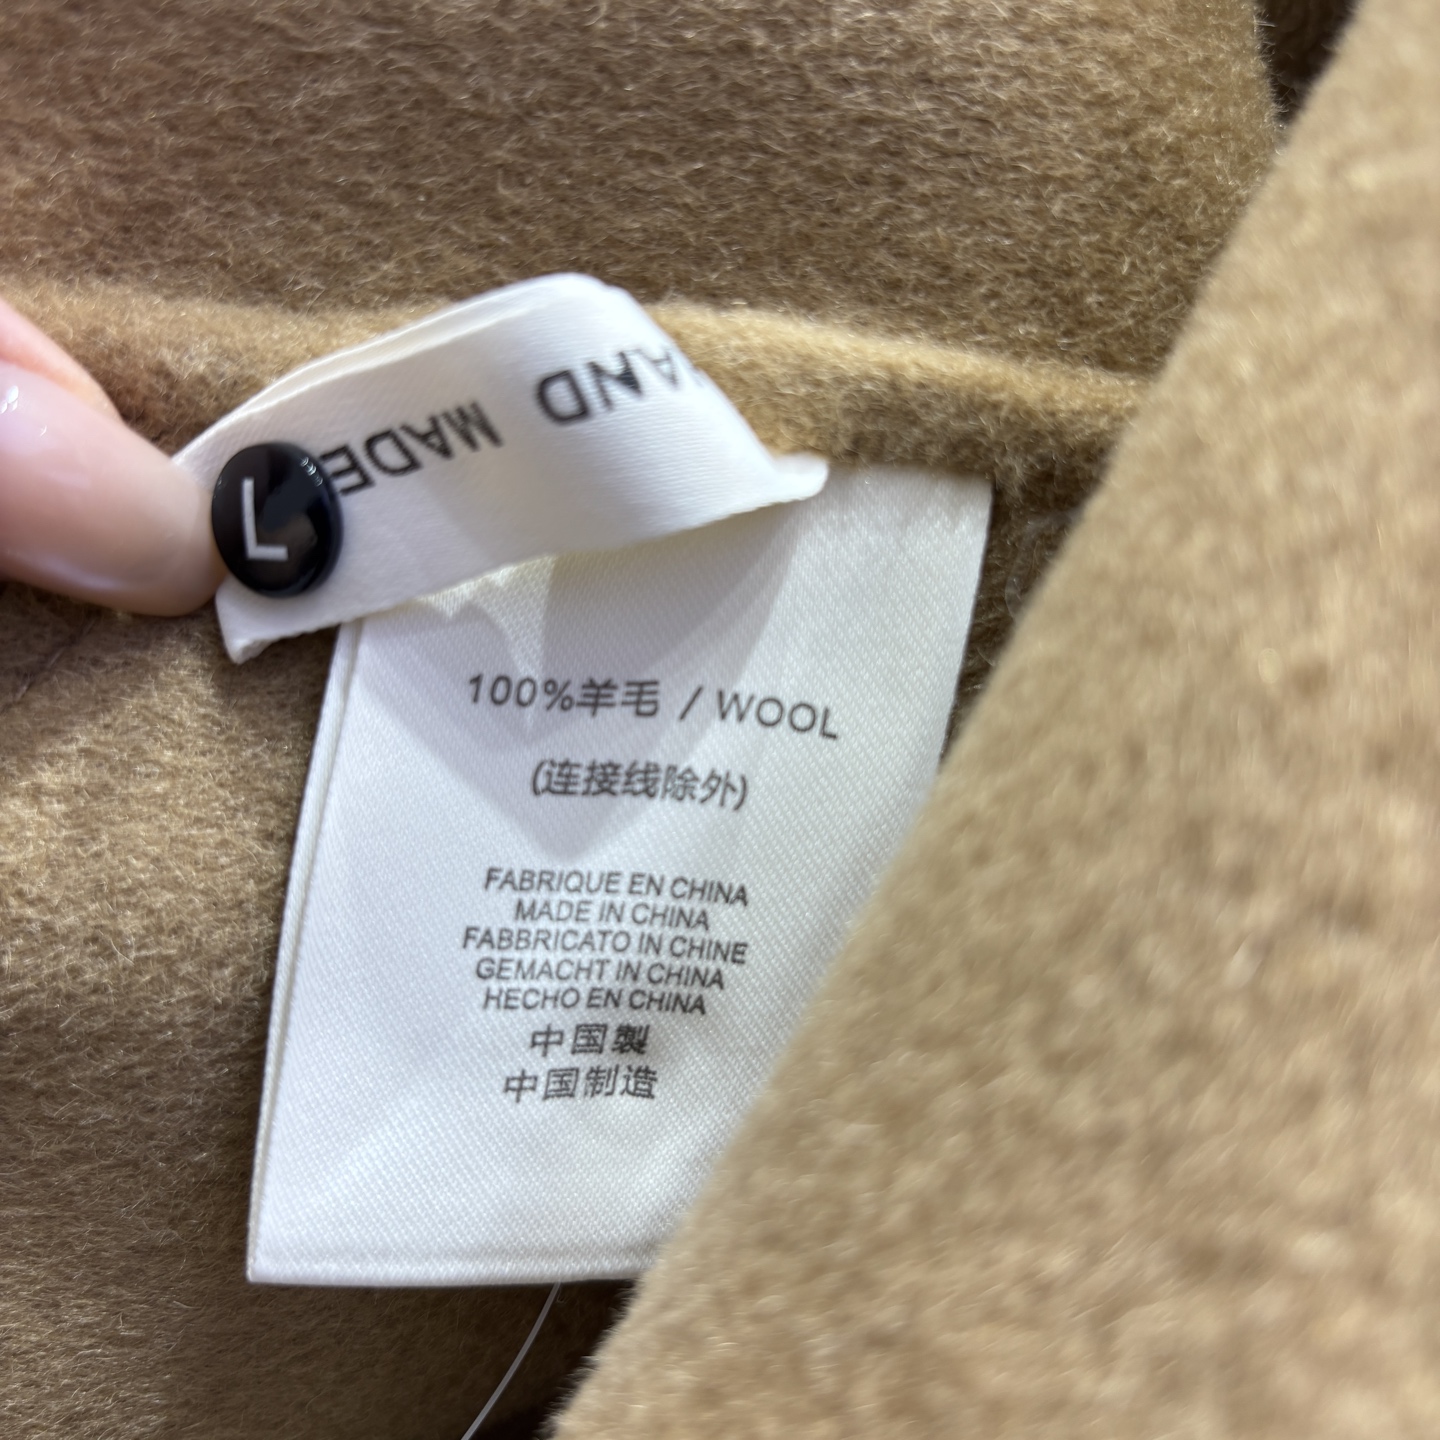 HAND MADE
L
100%羊毛 / WOOL
(连接线除外)
FABRIQUE EN CHINA
MADE IN CHINA
FABBRICATO IN CHINE
GEMACHT IN CHINA
HECHO EN CHINA
中国製
中国制造